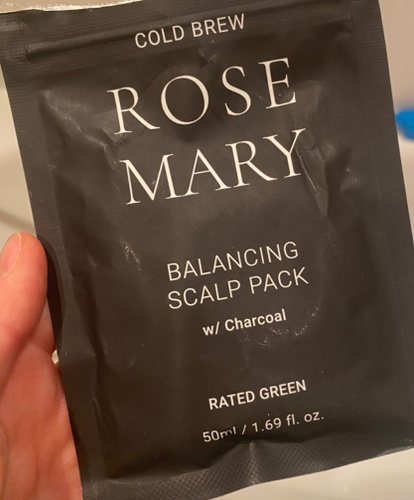 COLD BREW
ROSE
MARY
BALANCING
SCALP PACK
w/ Charcoal
RATED GREEN
50ml / 1.69 fl. oz.